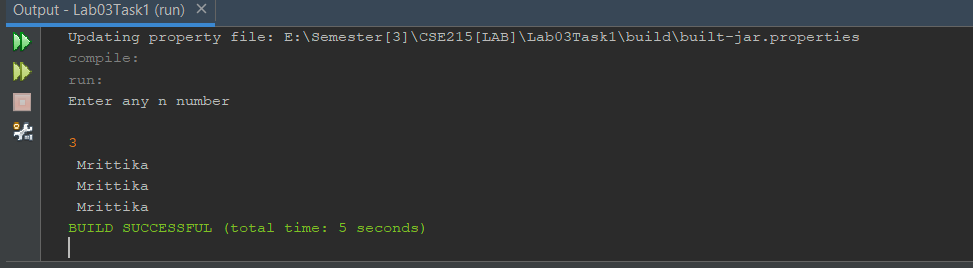 Output - Lab03Task1 (run) ×
Updating property file: E:\Semester[3]\CSE215[LAB]\Lab03Task1\build\built-jar.properties
compile:
run:
Enter any n number
3
Mrittika
Mrittika
Mrittika
BUILD SUCCESSFUL (total time: 5 seconds)